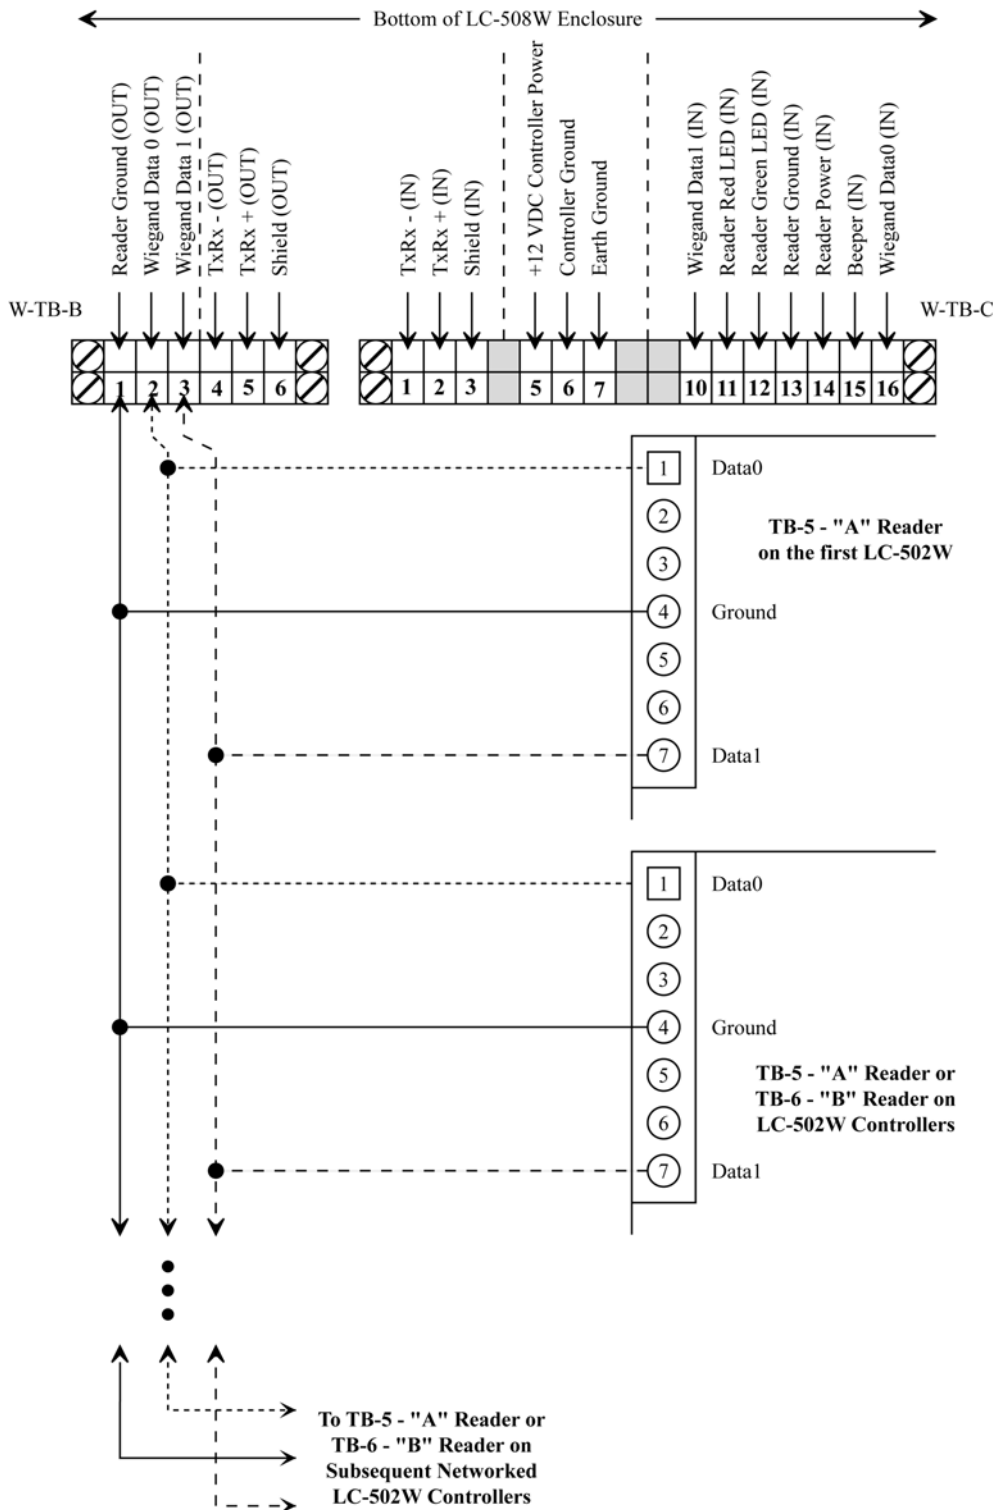 Bottom of LC-508W Enclosure
Reader Ground (OUT)
Wiegand Data 0 (OUT)
Wiegand Data 1 (OUT)
TxRx - (OUT)
TxRx + (OUT)
Shield (OUT)
TxRx - (IN)
TxRx + (IN)
Shield (IN)
+12 VDC Controller Power
Controller Ground
Earth Ground
Wiegand Data1 (IN)
Reader Red LED (IN)
Reader Green LED (IN)
Reader Ground (IN)
Reader Power (IN)
Beeper (IN)
Wiegand Data0 (IN)
W-TB-B
W-TB-C
1 2 3 4 5 6
1 2 3 5 6 7 10 11 12 13 14 15 16
1 Data0
2
TB-5 - "A" Reader
on the first LC-502W
3
4 Ground
5
6
7 Data1
1 Data0
2
3
4 Ground
5
TB-5 - "A" Reader or
TB-6 - "B" Reader on
LC-502W Controllers
6
7 Data1
To TB-5 - "A" Reader or
TB-6 - "B" Reader on
Subsequent Networked
LC-502W Controllers